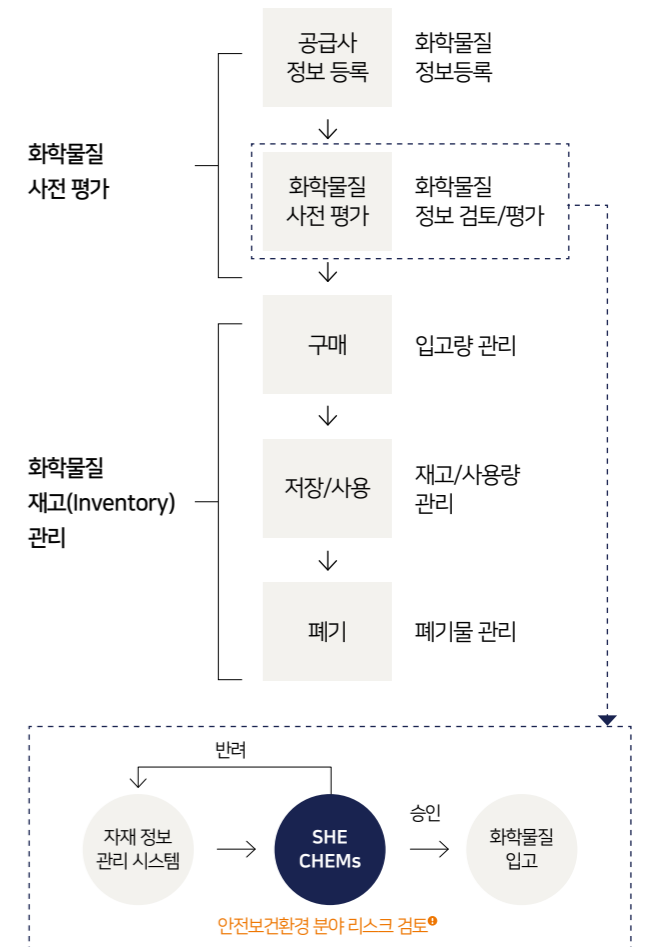 공급사
정보 등록
화학물질
정보등록
화학물질
사전 평가
화학물질
사전 평가
화학물질
정보 검토/평가
구매
입고량 관리
화학물질
재고(Inventory)
관리
저장/사용
재고/사용량
관리
폐기
폐기물 관리
반려
자재 정보
관리 시스템
SHE
CHEMs
승인
화학물질
입고
안전보건환경 분야 리스크 검토